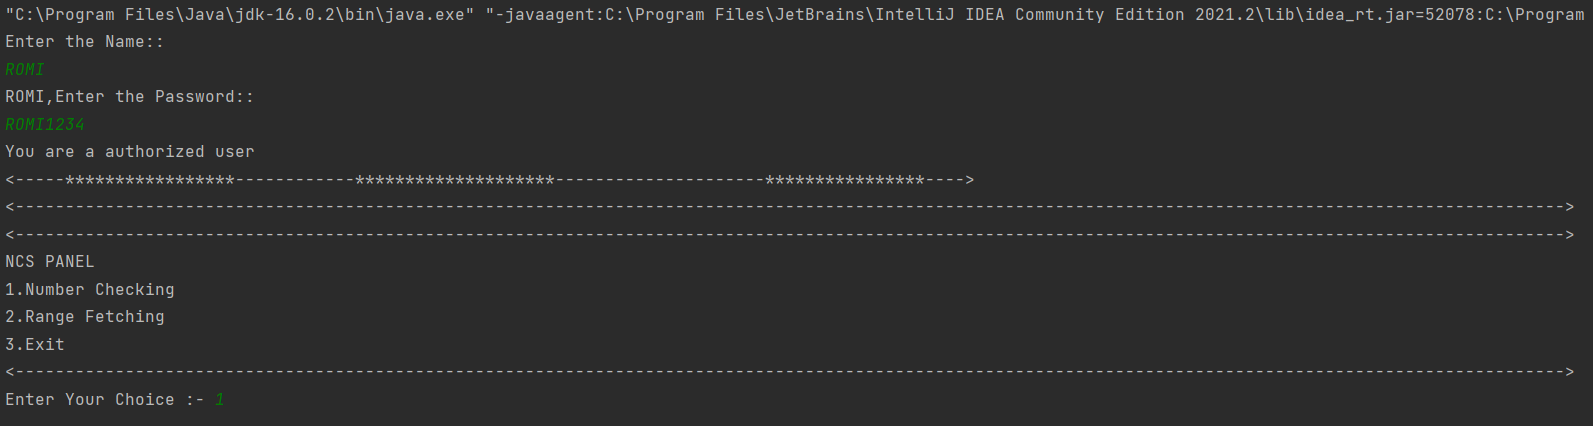 "C:\Program Files\Java\jdk-16.0.2\bin\java.exe" "-javaagent:C:\Program Files\JetBrains\IntelliJ IDEA Community Edition 2021.2\lib\idea_rt.jar=52078:C:\Program
Enter the Name::
ROMI
ROMI,Enter the Password::
ROMI1234
You are a authorized user
<-----*****************------------********************---------------------****************---->
<----------------------------------------------------------------------------------------------------------------------------------------------------------->
<----------------------------------------------------------------------------------------------------------------------------------------------------------->
NCS PANEL
1.Number Checking
2.Range Fetching
3.Exit
<----------------------------------------------------------------------------------------------------------------------------------------------------------->
Enter Your Choice :- 1